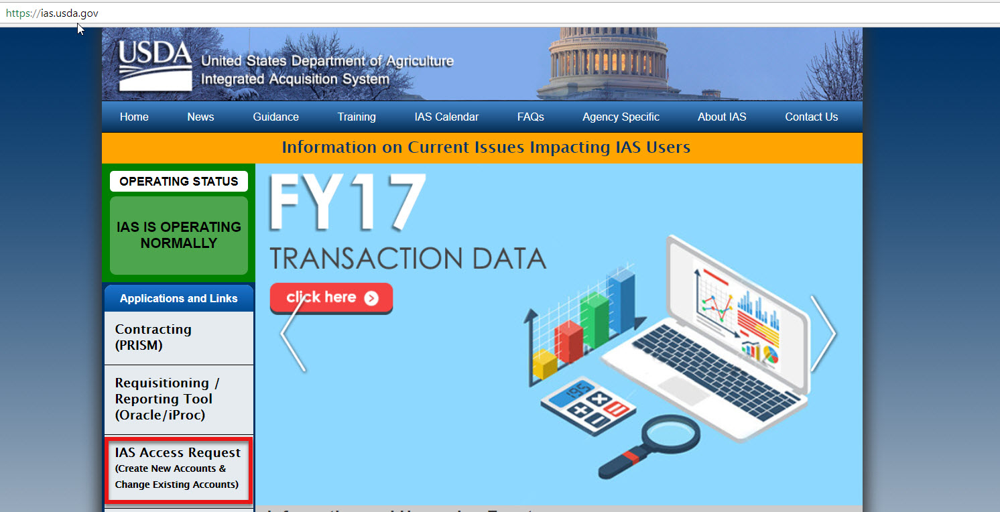 https://ias.usda.gov
USDA
United States Department of Agriculture
Integrated Acquisition System
Home News Guidance Training IAS Calendar FAQs Agency Specific About IAS Contact Us
Information on Current Issues Impacting IAS Users
OPERATING STATUS
IAS IS OPERATING
NORMALLY
FY17
TRANSACTION DATA
click here
195
Applications and Links
Contracting
(PRISM)
Requisitioning /
Reporting Tool
(Oracle/iProc)
IAS Access Request
(Create New Accounts &
Change Existing Accounts)